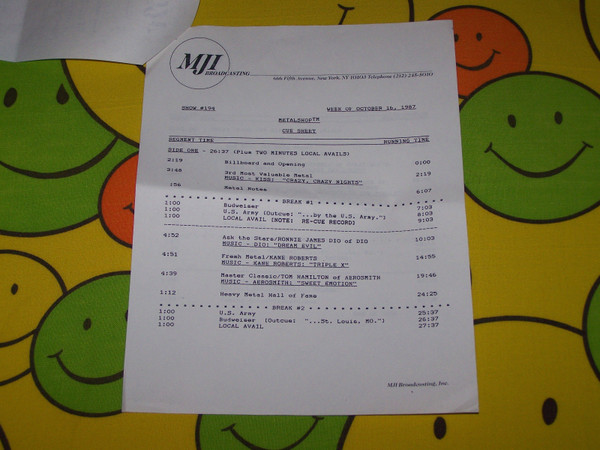 MJI
BROADCASTING
666 Fifth Avenue, New York, NY 10103 Telephone (212) 245-5010
SHOW #194 WEEK OF OCTOBER 16, 1987
METALSHOP™
CUE SHEET
SEGMENT TIME RUNNING TIME
SIDE ONE - 26:37 (Plus TWO MINUTES LOCAL AVAILS)
2:19 Billboard and Opening 0:00
3:48 3rd Most Valuable Metal 2:19
MUSIC - KISS: "CRAZY, CRAZY NIGHTS"
:56 Metal Notes 6:07
BREAK #1
1:00 Budweiser 7:03
1:00 U.S. Army (Outcue: "...by the U.S. Army.") 8:03
1:00 LOCAL AVAIL (NOTE: RE-CUE RECORD) 9:03
4:52 Ask the Stars/RONNIE JAMES DIO of DIO 10:03
MUSIC - DIO: "DREAM EVIL"
4:51 Freak Metal/KANE ROBERTS 14:55
MUSIC - KANE ROBERTS: "TRIPLE X"
4:39 Master Classic/TOM HAMILTON of AEROSMITH 19:46
MUSIC - AEROSMITH: "SWEET EMOTION"
1:12 Heavy Metal Hall of Fame 24:25
BREAK #2
1:00 U.S. Army 25:37
1:00 Budweiser (Outcue: "...St. Louis, MO.") 26:37
1:00 LOCAL AVAIL 27:37
MJI Broadcasting, Inc.